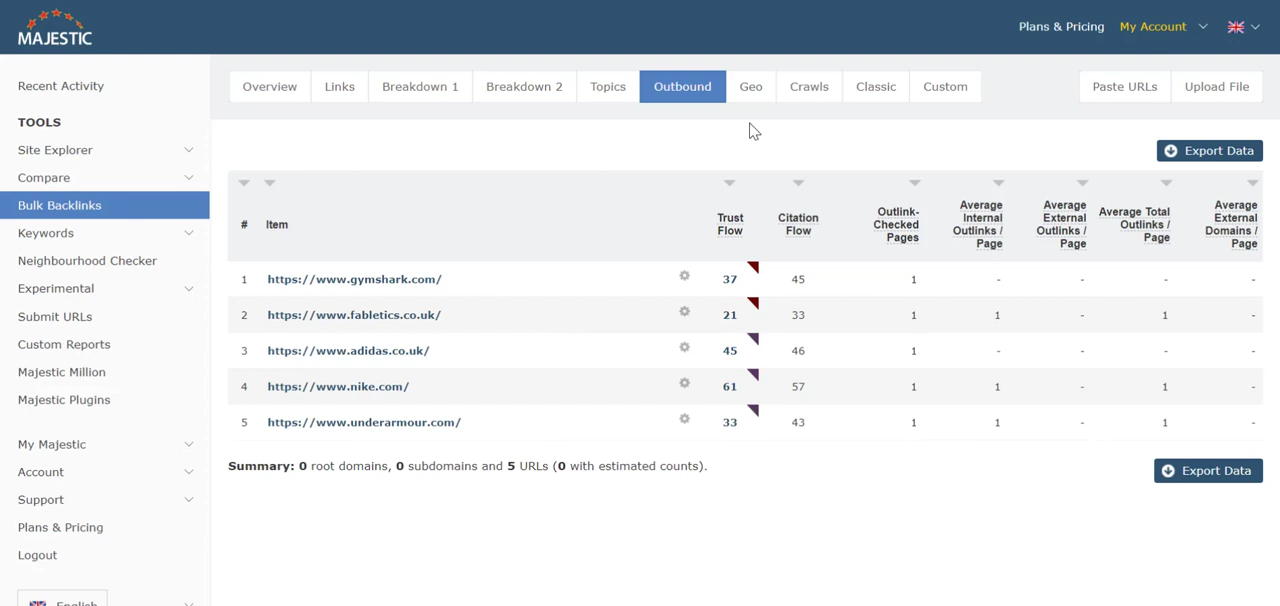 MAJESTIC
Plans & Pricing My Account
Recent Activity
TOOLS
Site Explorer
Compare
Bulk Backlinks
Keywords
Neighbourhood Checker
Experimental
Submit URLs
Custom Reports
Majestic Million
Majestic Plugins
My Majestic
Account
Support
Plans & Pricing
Logout
English
Overview Links Breakdown 1 Breakdown 2 Topics Outbound Geo Crawls Classic Custom Paste URLs Upload File
Export Data
# Item Trust Flow Citation Flow Outlink-Checked Pages Average Internal Outlinks / Page Average External Outlinks / Page Average Total Outlinks / Page Average External Domains / Page
1 https://www.gymshark.com/ 37 45 1 - - - -
2 https://www.fabletics.co.uk/ 21 33 1 1 - 1 -
3 https://www.adidas.co.uk/ 45 46 1 - - - -
4 https://www.nike.com/ 61 57 1 1 - 1 -
5 https://www.underarmour.com/ 33 43 1 1 - 1 -
Summary: 0 root domains, 0 subdomains and 5 URLs (0 with estimated counts).
Export Data